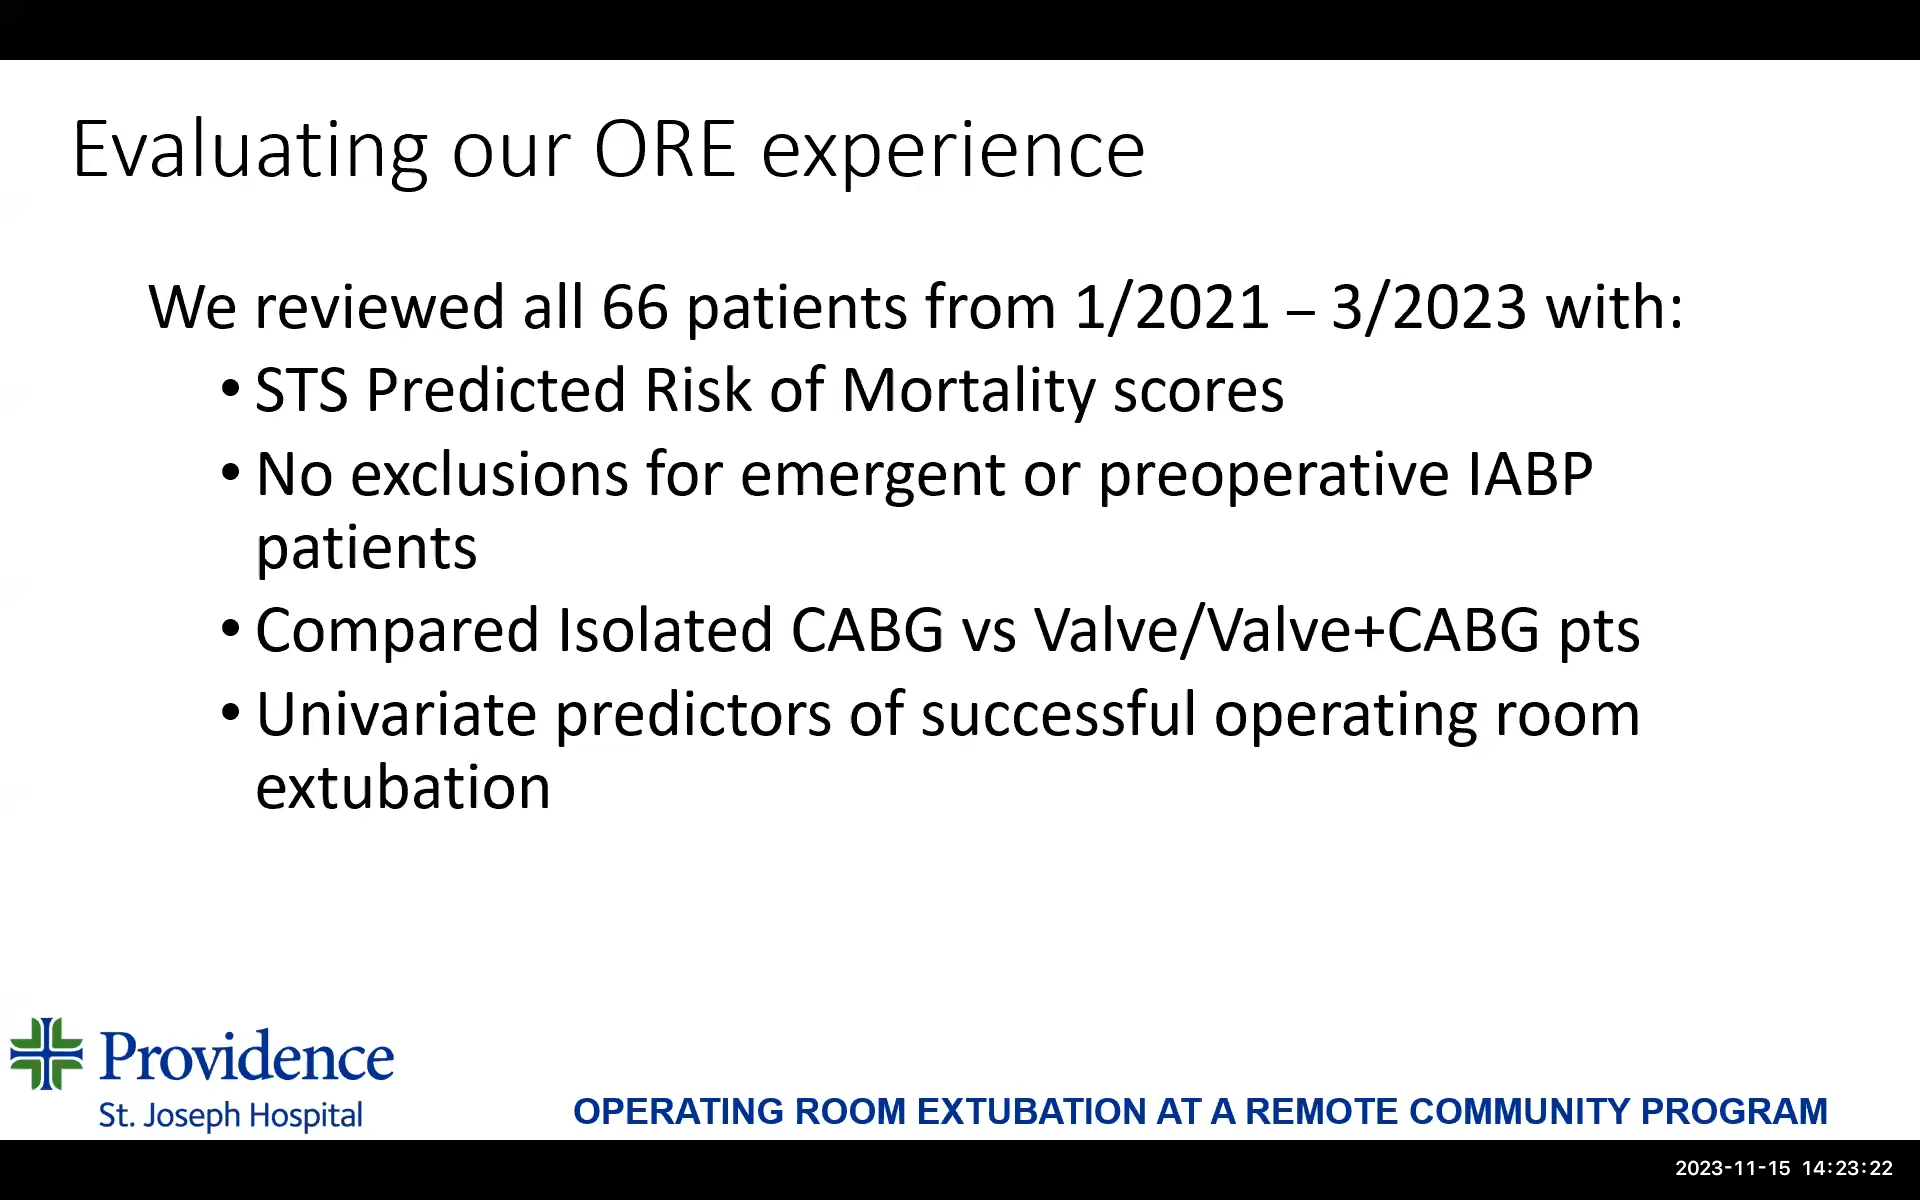 Evaluating our ORE experience
We reviewed all 66 patients from 1/2021 – 3/2023 with:
• STS Predicted Risk of Mortality scores
• No exclusions for emergent or preoperative IABP
patients
• Compared Isolated CABG vs Valve/Valve+CABG pts
• Univariate predictors of successful operating room
extubation
Providence
St. Joseph Hospital
OPERATING ROOM EXTUBATION AT A REMOTE COMMUNITY PROGRAM
2023-11-15 14:23:22